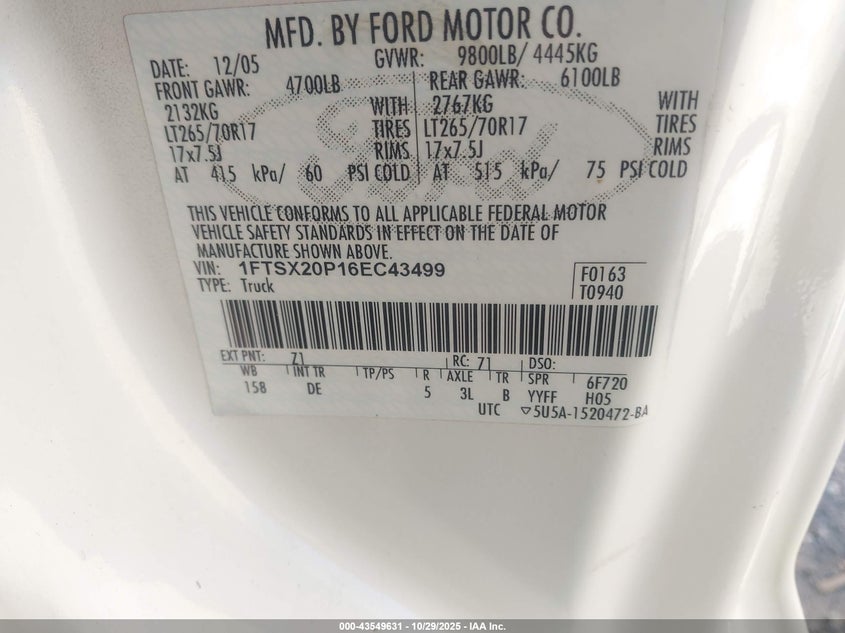 MFD. BY FORD MOTOR CO.
DATE: 12/05 GVWR: 9800LB/ 4445KG
FRONT GAWR: 4700LB REAR GAWR: 6100LB
2132KG WITH 2767KG WITH
LT265/70R17 TIRES LT265/70R17 TIRES
17x7.5J RIMS 17x7.5J RIMS
AT 415 kPa/ 60 PSI COLD AT 515 kPa/ 75 PSI COLD
THIS VEHICLE CONFORMS TO ALL APPLICABLE FEDERAL MOTOR
VEHICLE SAFETY STANDARDS IN EFFECT ON THE DATE OF
MANUFACTURE SHOWN ABOVE.
VIN: 1FTSX20P16EC43499 F0163
TYPE: Truck T0940
EXT PNT: Z1 RC: 71 DSO:
WB INT TR TP/PS R AXLE TR SPR 6F720
158 DE 5 3L B YYFF H05
UTC ▽5U5A-1520472-BA
000-43549631 | 10/29/2025 - IAA Inc.